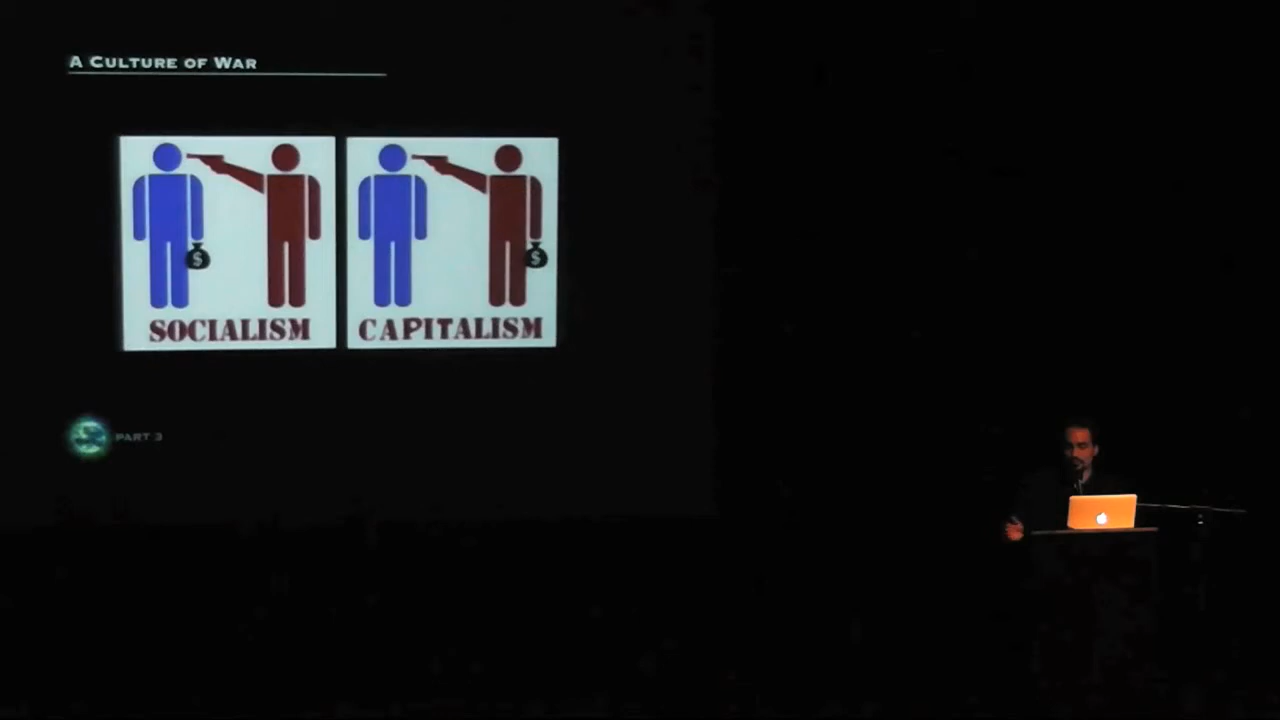 A CULTURE OF WAR
$
$
SOCIALISM
CAPITALISM
PART 3